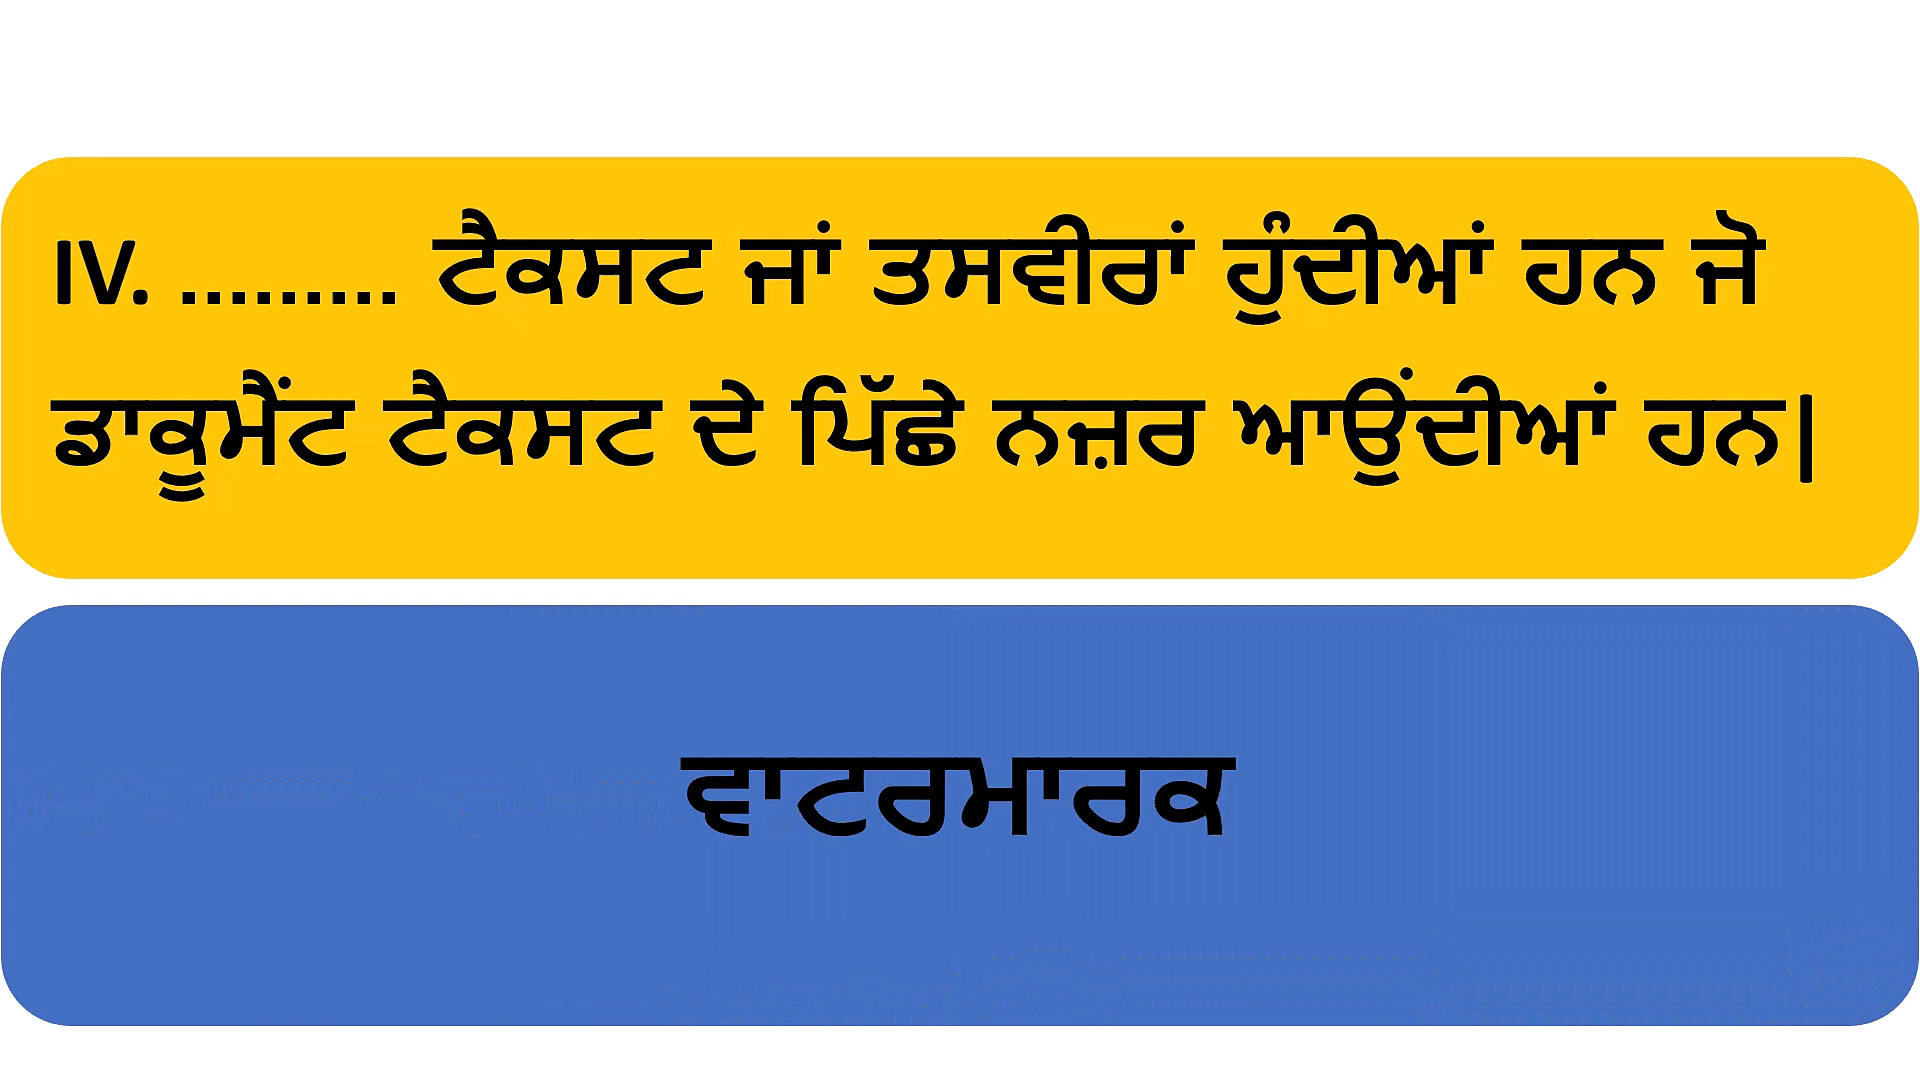 IV. ......... ਟੈਕਸਟ ਜਾਂ ਤਸਵੀਰਾਂ ਹੁੰਦੀਆਂ ਹਨ ਜੋ
ਡਾਕੂਮੈਂਟ ਟੈਕਸਟ ਦੇ ਪਿੱਛੇ ਨਜ਼ਰ ਆਉਂਦੀਆਂ ਹਨ|
ਵਾਟਰਮਾਰਕ